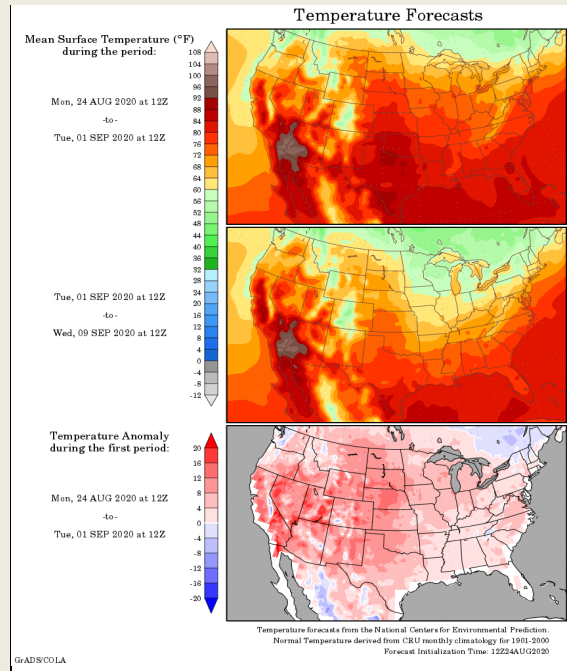 Temperature Forecasts
Mean Surface Temperature (°F)
during the period:
Mon, 24 AUG 2020 at 12Z
-to-
Tue, 01 SEP 2020 at 12Z
108
104
100
96
92
88
84
80
76
72
68
64
60
56
52
48
44
40
36
32
28
24
20
16
12
8
4
0
-4
-8
-12
Tue, 01 SEP 2020 at 12Z
-to-
Wed, 09 SEP 2020 at 12Z
Temperature Anomaly
during the first period:
Mon, 24 AUG 2020 at 12Z
-to-
Tue, 01 SEP 2020 at 12Z
20
16
12
8
4
0
-4
-8
-12
-16
-20
Temperature forecasts from the National Centers for Environmental Prediction.
Normal Temperature derived from CRU monthly climatology for 1901-2000
Forecast Initialization Time: 12Z24AUG2020
GrADS/COLA